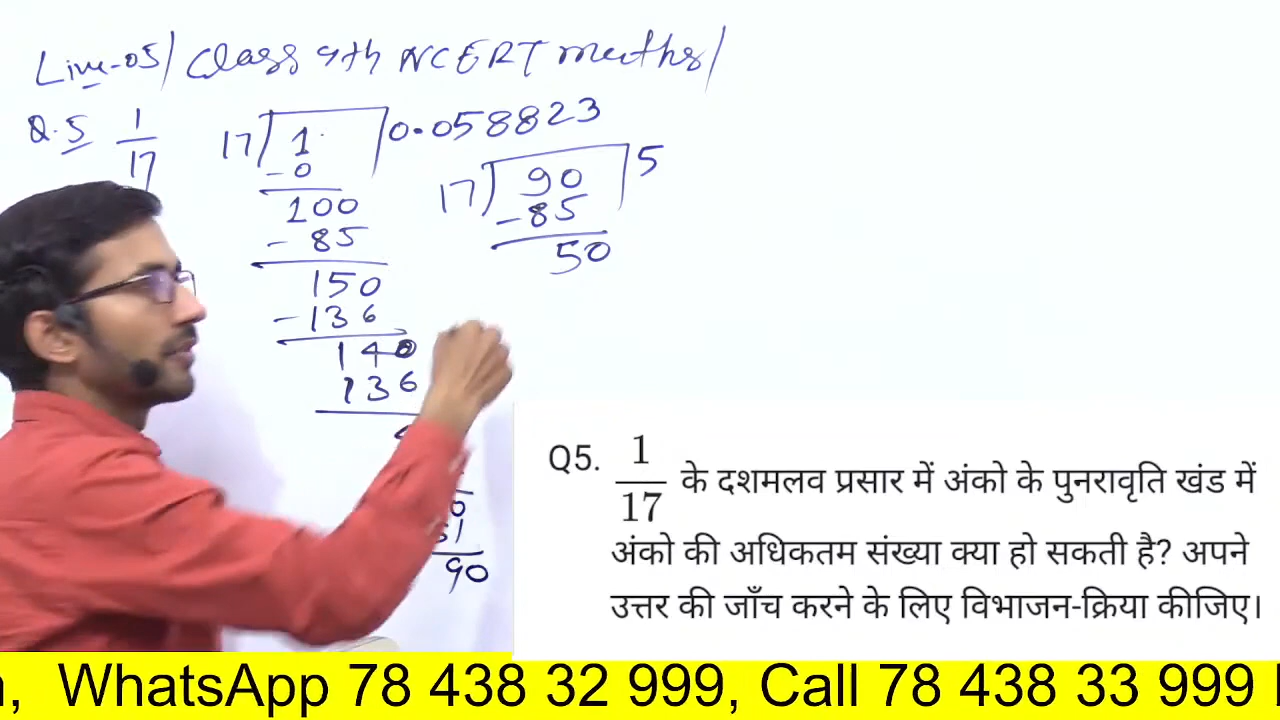 Live-05/ Class 9th NCERT maths/
Q.5 1/17
17 1. 0.058823
-0
100
- 85
150
-136
140
136
0
51
90
17 90 5
-85
50
Q5. 1/17 के दशमलव प्रसार में अंको के पुनरावृति खंड में
अंको की अधिकतम संख्या क्या हो सकती है? अपने
उत्तर की जाँच करने के लिए विभाजन-क्रिया कीजिए।
WhatsApp 78 438 32 999, Call 78 438 33 999